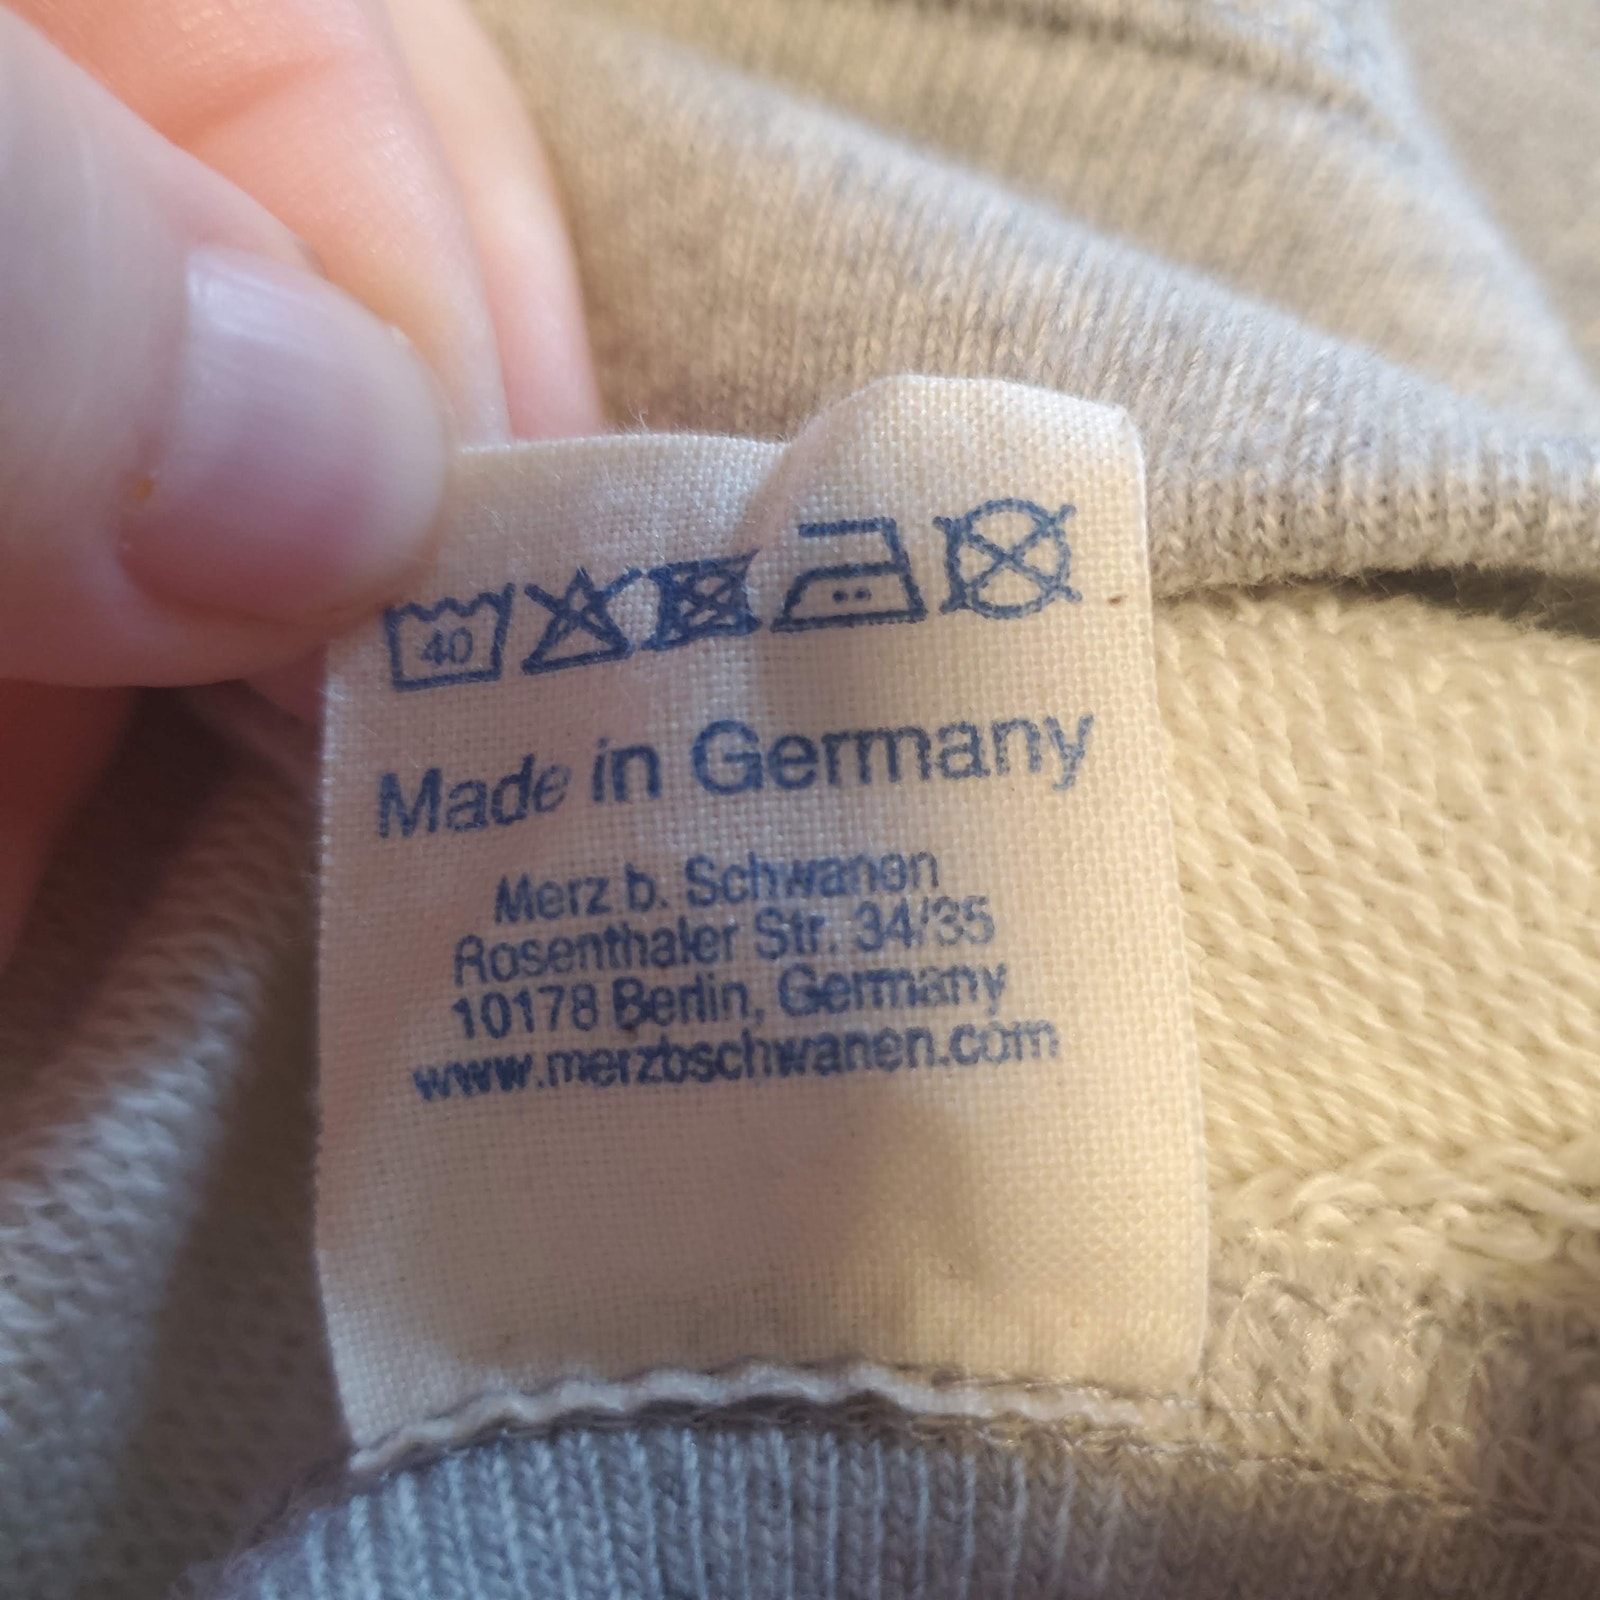 40
Made in Germany
Merz b. Schwanen
Rosenthaler Str. 34/35
10178 Berlin, Germany
www.merzbschwanen.com